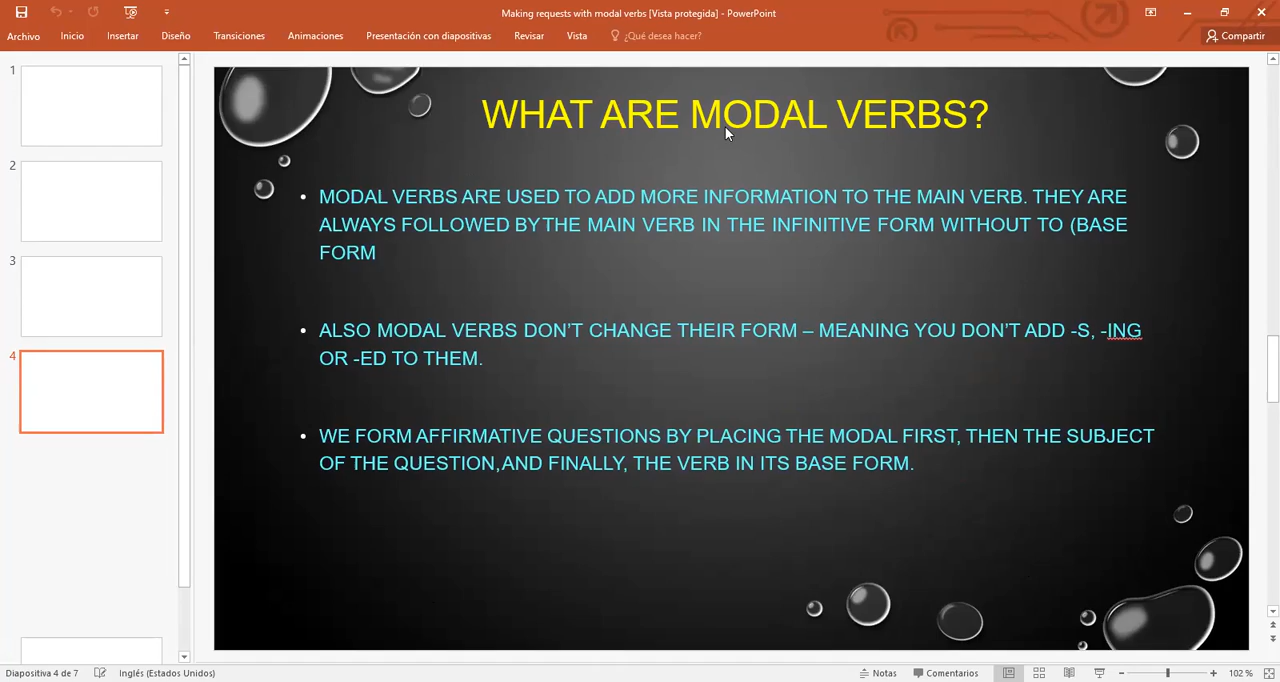 Making requests with modal verbs [Vista protegida] - PowerPoint
Archivo Inicio Insertar Diseño Transiciones Animaciones Presentación con diapositivas Revisar Vista ¿Qué desea hacer? Compartir
1
2
3
4
WHAT ARE MODAL VERBS?
• MODAL VERBS ARE USED TO ADD MORE INFORMATION TO THE MAIN VERB. THEY ARE
ALWAYS FOLLOWED BY THE MAIN VERB IN THE INFINITIVE FORM WITHOUT TO (BASE
FORM
• ALSO MODAL VERBS DON'T CHANGE THEIR FORM – MEANING YOU DON'T ADD -S, -ING
OR -ED TO THEM.
• WE FORM AFFIRMATIVE QUESTIONS BY PLACING THE MODAL FIRST, THEN THE SUBJECT
OF THE QUESTION,AND FINALLY, THE VERB IN ITS BASE FORM.
Diapositiva 4 de 7 Inglés (Estados Unidos) Notas Comentarios 102 %